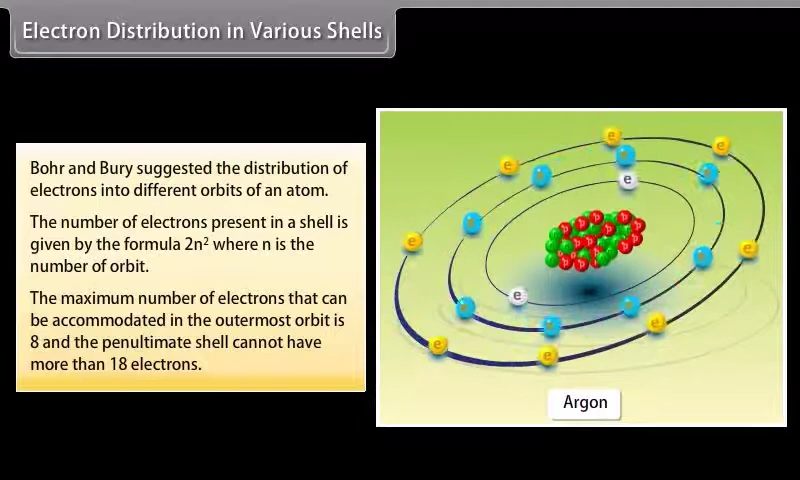 Electron Distribution in Various Shells
Bohr and Bury suggested the distribution of
electrons into different orbits of an atom.
The number of electrons present in a shell is
given by the formula 2n² where n is the
number of orbit.
The maximum number of electrons that can
be accommodated in the outermost orbit is
8 and the penultimate shell cannot have
more than 18 electrons.
e
e
e
e
e
e
e
e
e
e
Argon